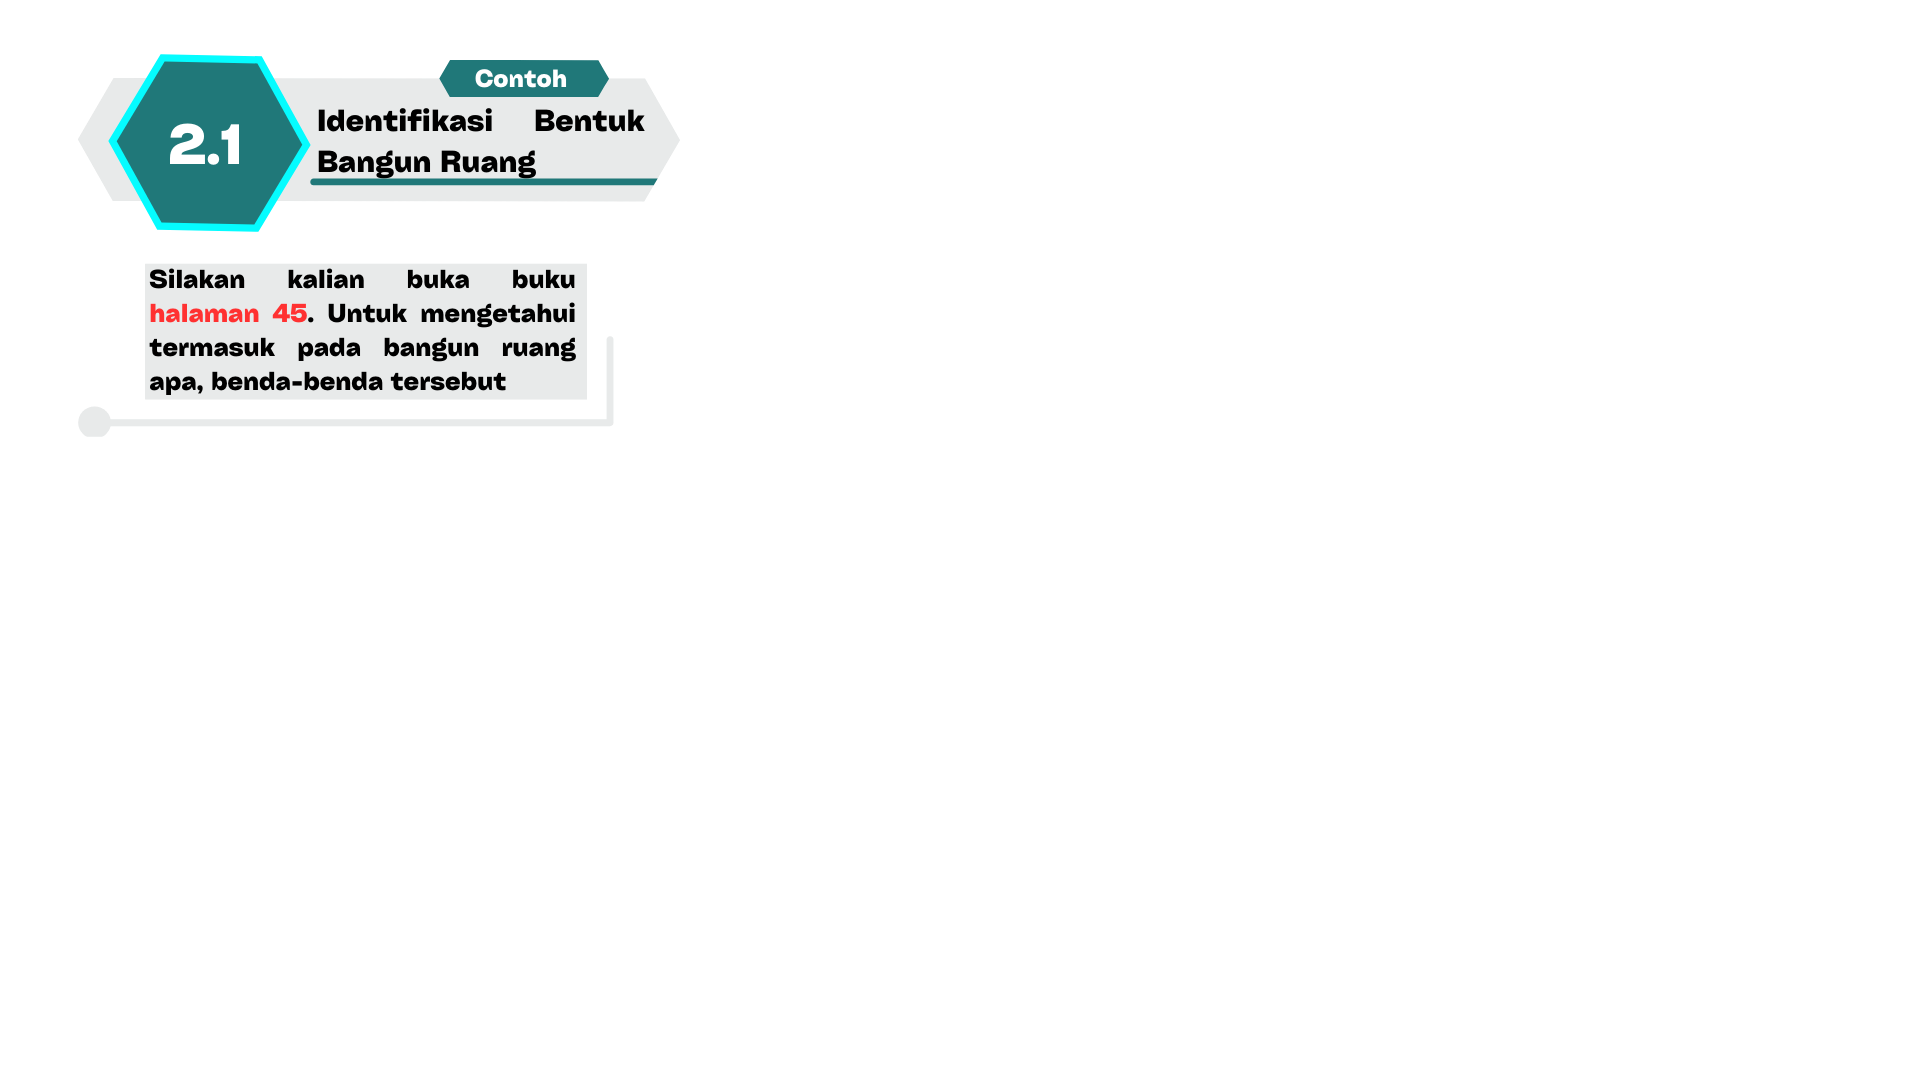 Contoh
2.1
Identifikasi Bentuk
Bangun Ruang
Silakan kalian buka buku
halaman 45. Untuk mengetahui
termasuk pada bangun ruang
apa, benda-benda tersebut